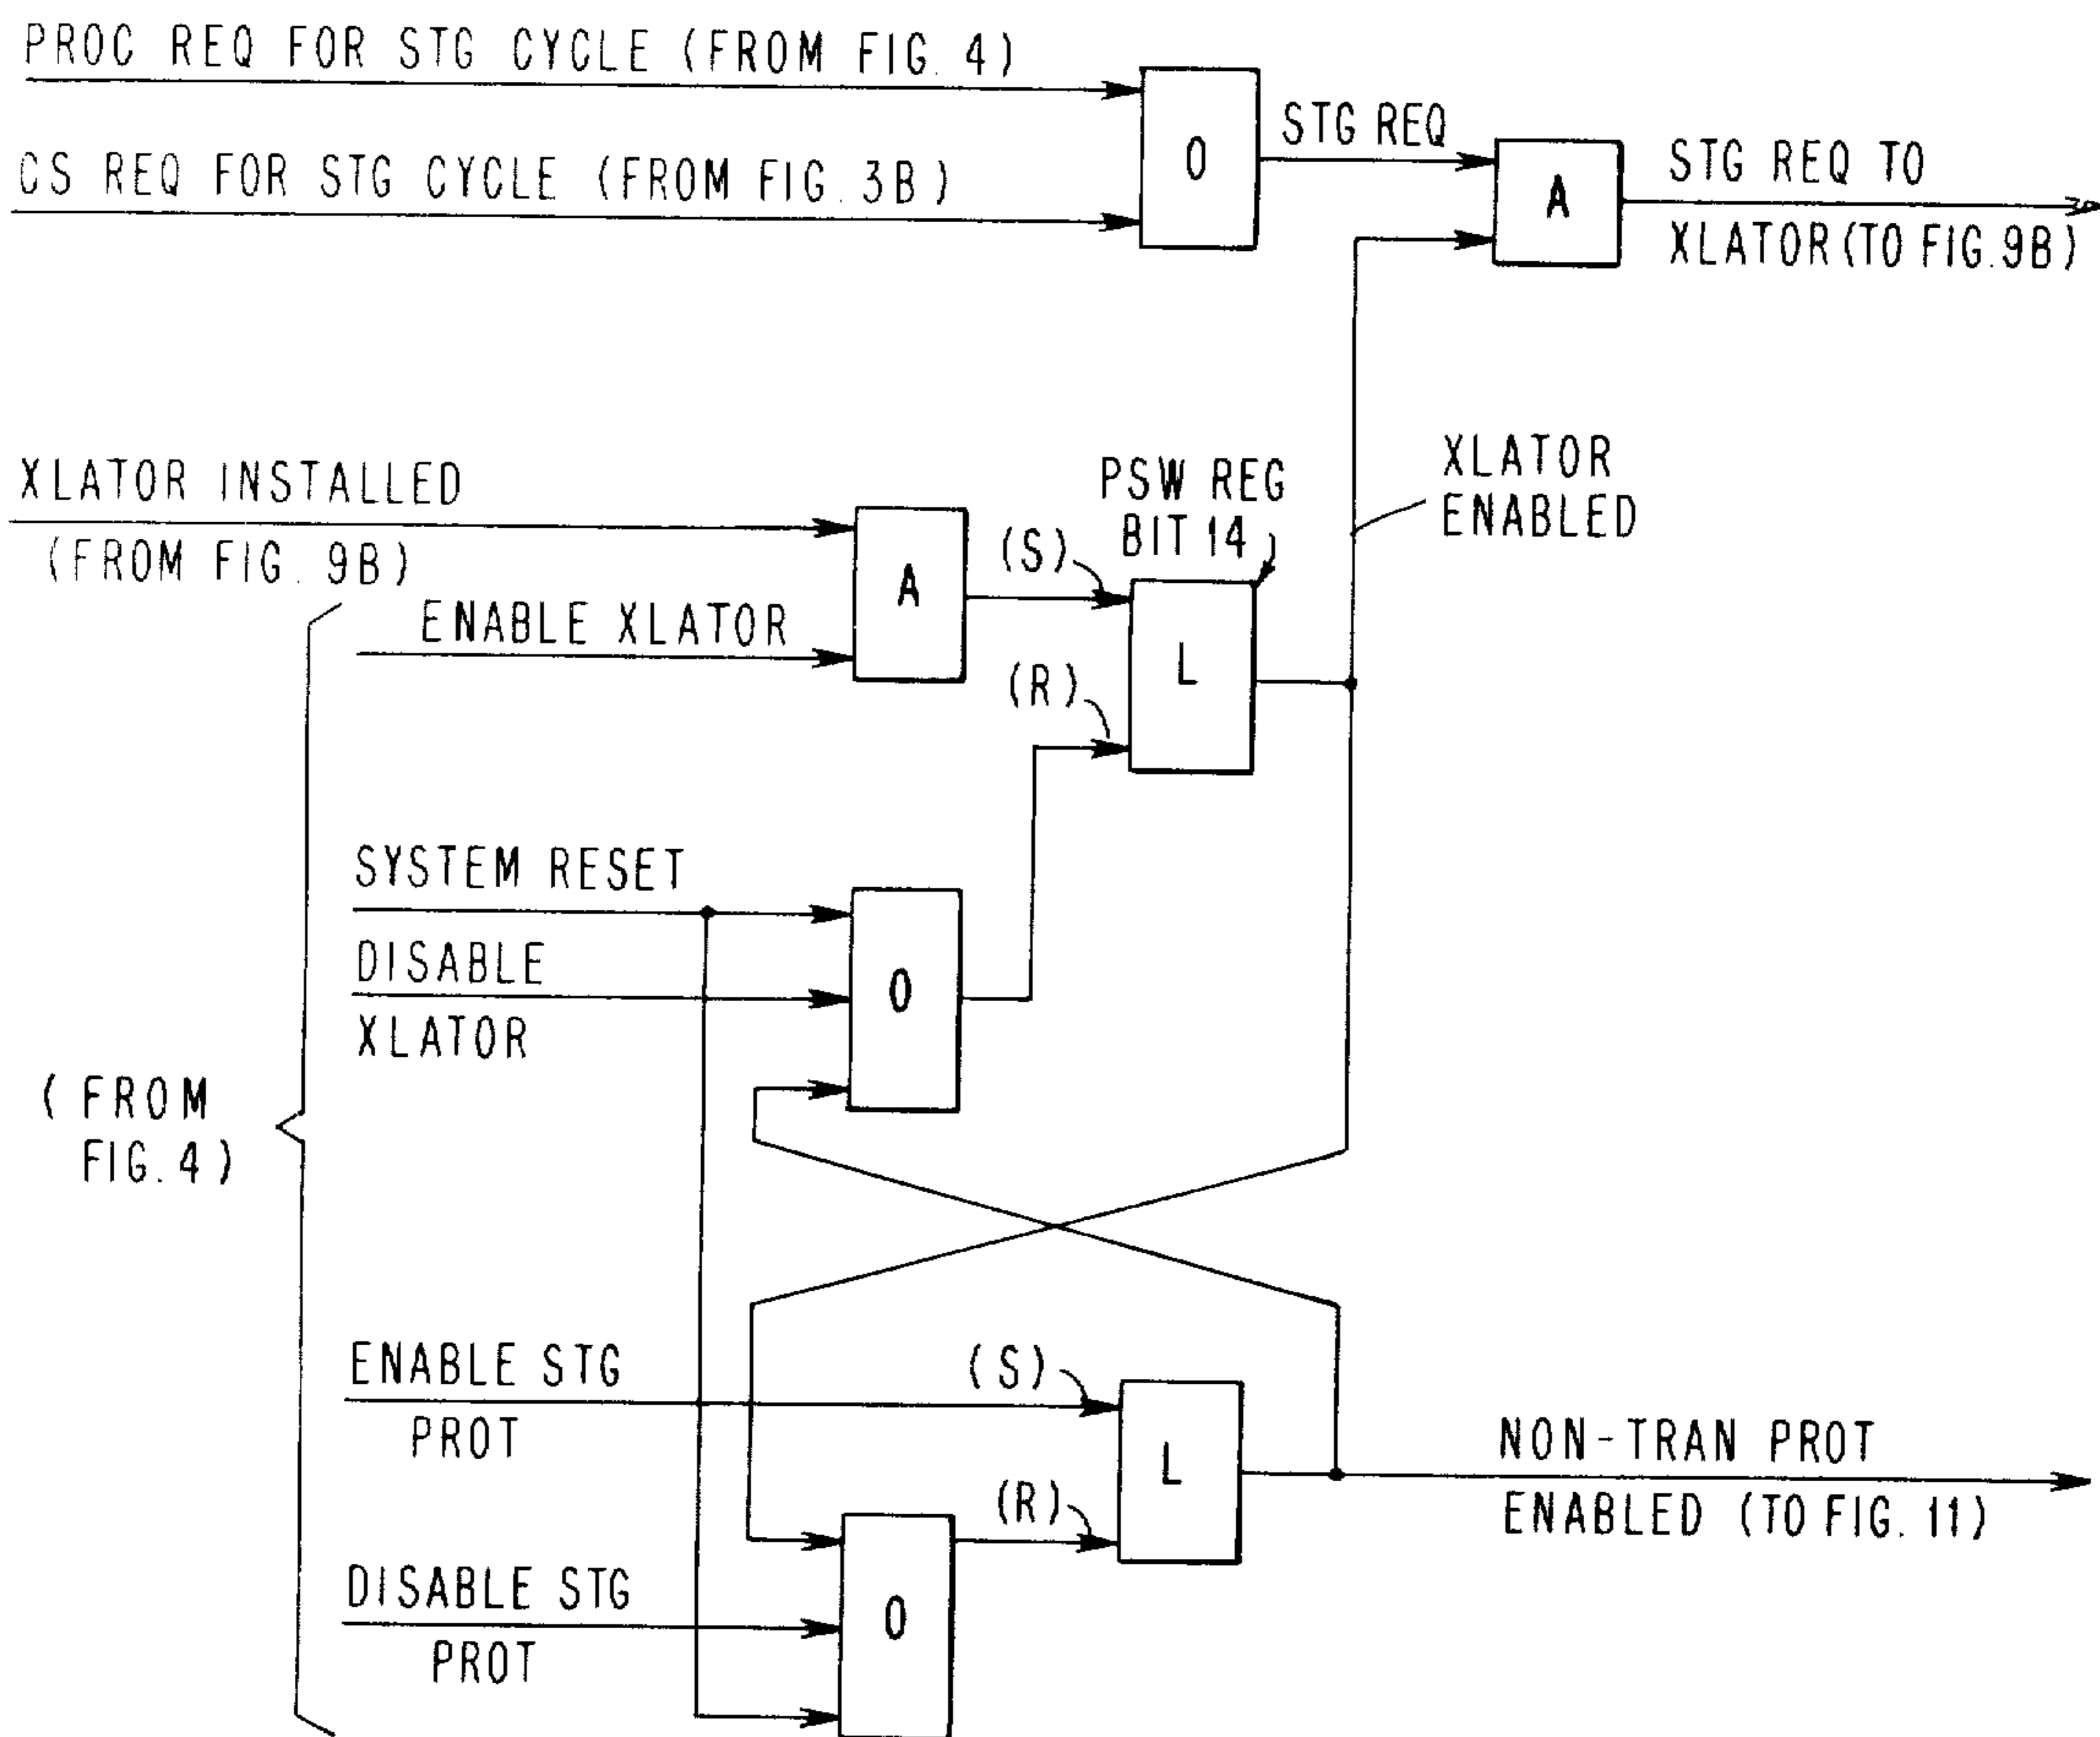 PROC REQ FOR STG CYCLE (FROM FIG. 4)
CS REQ FOR STG CYCLE (FROM FIG. 3B)
O
STG REQ
A
STG REQ TO
XLATOR (TO FIG. 9B)
XLATOR INSTALLED
(FROM FIG. 9B)
ENABLE XLATOR
A
(S)
(R)
PSW REG
BIT 14
L
XLATOR
ENABLED
SYSTEM RESET
DISABLE
XLATOR
O
(FROM
FIG. 4)
ENABLE STG
PROT
(S)
(R)
L
NON-TRAN PROT
ENABLED (TO FIG. 11)
DISABLE STG
PROT
O